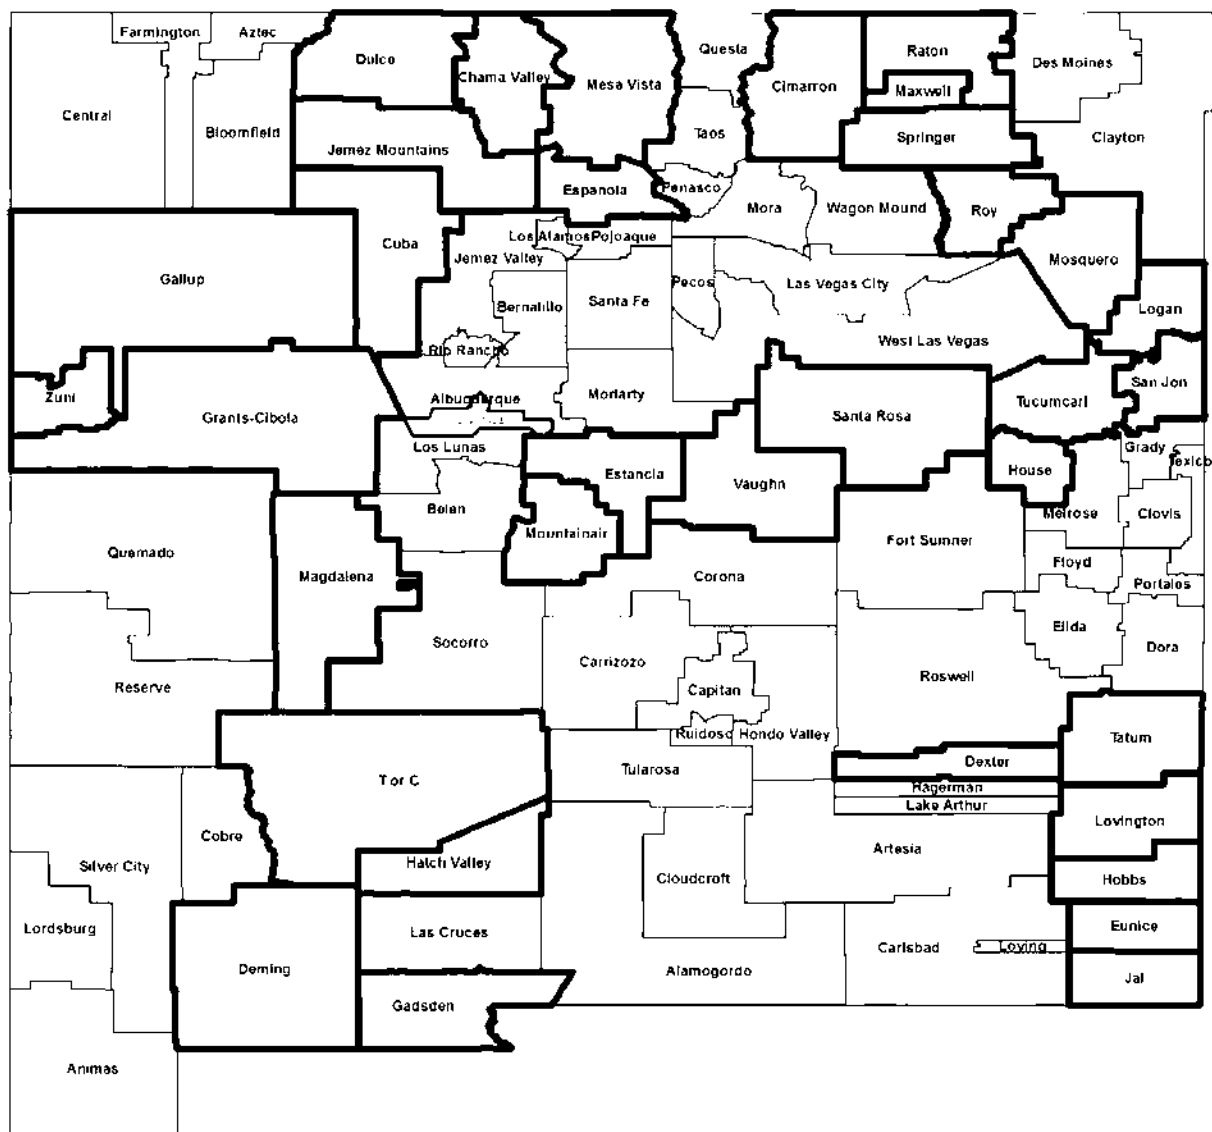 Farmington
Aztec
Dulce
Chama Valley
Mesa Vista
Questa
Cimarron
Raton
Maxwell
Des Moines
Central
Bloomfield
Jemez Mountains
Taos
Springer
Clayton
Espanola
Penasco
Mora
Wagon Mound
Roy
Gallup
Cuba
Los Alamos
Pojoaque
Jemez Valley
Mosquero
Bernalillo
Santa Fe
Pecos
Las Vegas City
Logan
Rio Rancho
West Las Vegas
Zuni
Grants-Cibola
Albuquerque
Moriarty
Santa Rosa
Tucumcari
San Jon
Los Lunas
Estancia
Vaughn
House
Grady
Texico
Belen
Mountainair
Fort Sumner
Melrose
Clovis
Quemado
Magdalena
Corona
Floyd
Portales
Socorro
Carrizozo
Elida
Dora
Reserve
Capitan
Roswell
Ruidoso
Hondo Valley
Tatum
T or C
Tularosa
Dexter
Hagerman
Lake Arthur
Cobre
Hatch Valley
Artesia
Lovington
Silver City
Cloudcroft
Hobbs
Lordsburg
Las Cruces
Carlsbad
Loving
Eunice
Deming
Alamogordo
Jal
Gadsden
Animas